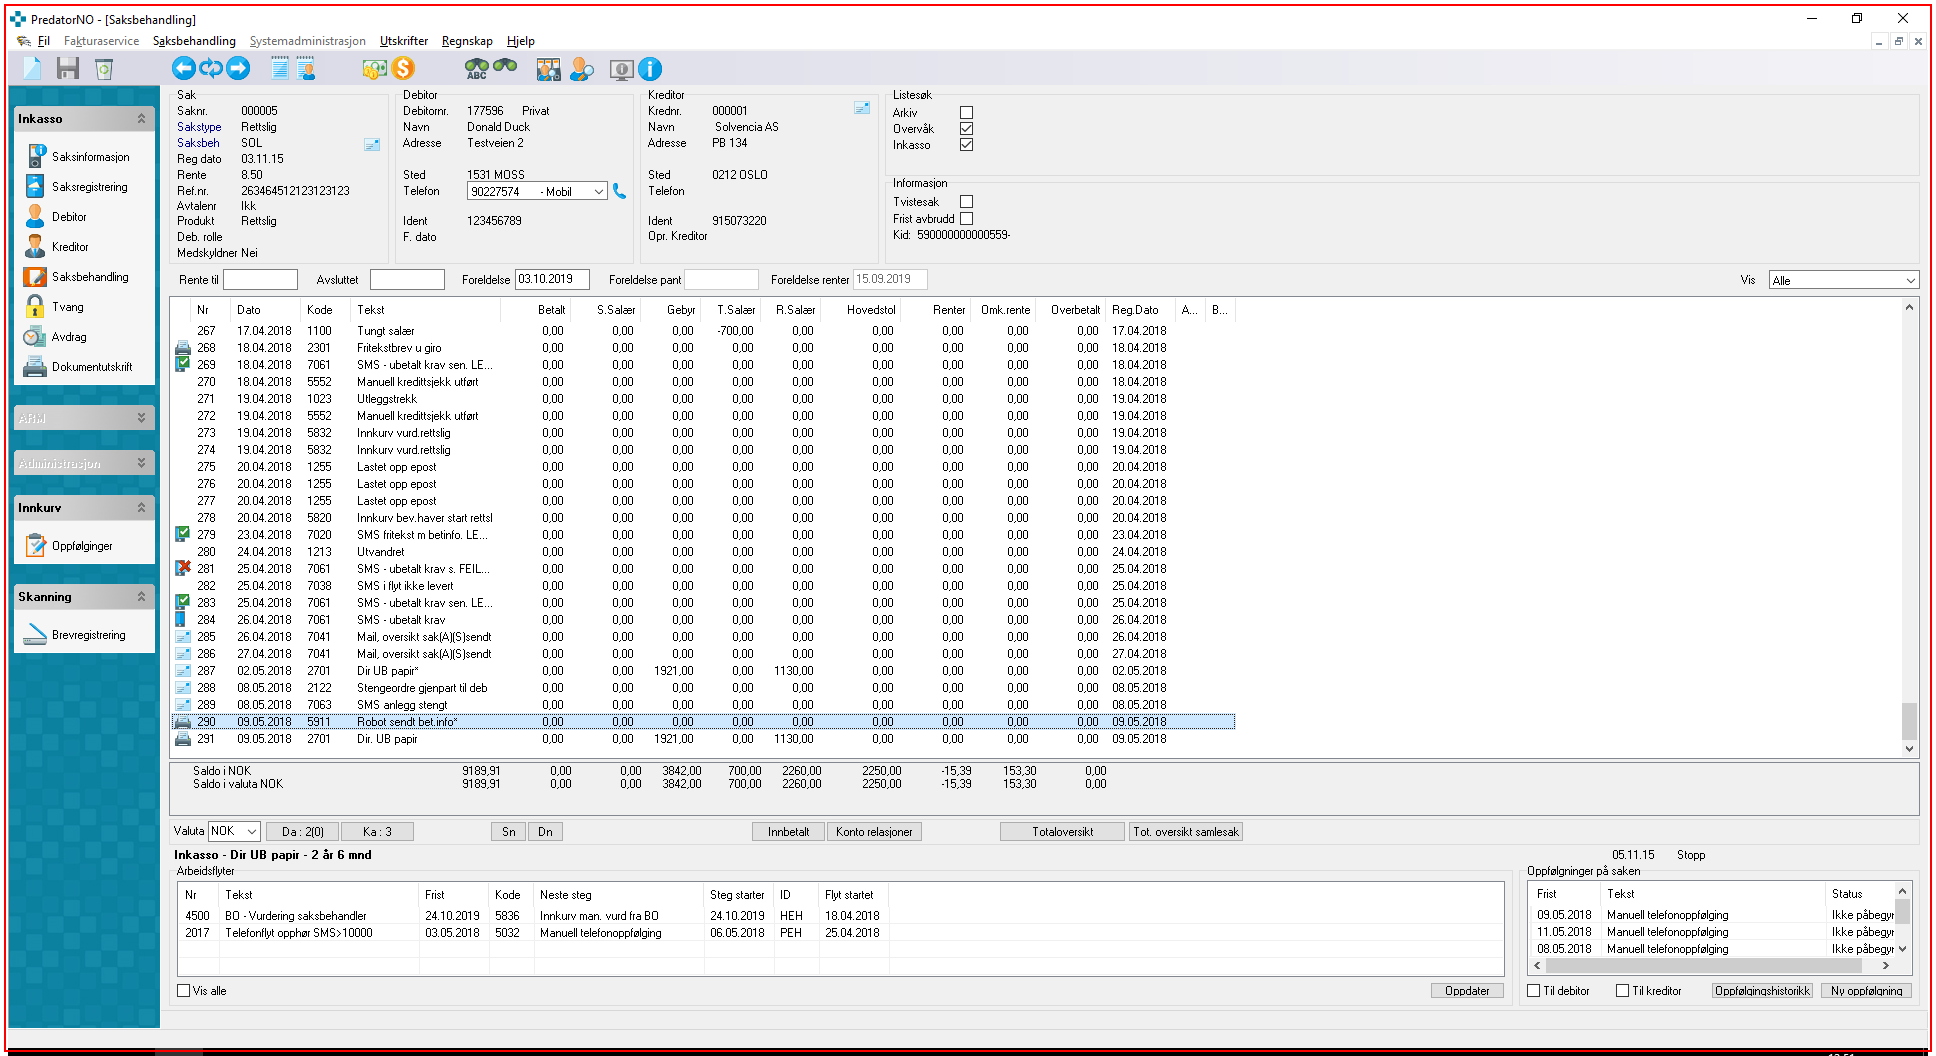 PredatorNO - [Saksbehandling]
Fil Fakturaservice Saksbehandling Systemadministrasjon Utskrifter Regnskap Hjelp
ABC
Inkasso
Saksinformasjon
Saksregistrering
Debitor
Kreditor
Saksbehandling
Tvang
Avdrag
Dokumentutskrift
ARM
Administrasjon
Innkurv
Oppfølginger
Skanning
Brevregistrering
Sak
Saksnr. 000005
Sakstype Rettslig
Saksbeh SOL
Reg dato 03.11.15
Rente 8.50
Ref.nr. 263464512123123123
Avtalenr Ikk
Produkt Rettslig
Deb. rolle
Medskyldner Nei
Debitor
Debitornr. 177596 Privat
Navn Donald Duck
Adresse Testveien 2
Sted 1531 MOSS
Telefon 90227574 - Mobil
Ident 123456789
F. dato
Kreditor
Krednr. 000001
Navn Solvencia AS
Adresse PB 134
Sted 0212 OSLO
Telefon
Ident 915073220
Opr. Kreditor
Listesøk
Arkiv
Overvåk
Inkasso
Informasjon
Tvistesak
Frist avbrudd
Kid: 590000000000559-
Rente til Avsluttet Foreldelse 03.10.2019 Foreldelse pant Foreldelse renter 15.09.2019 Vis Alle
Nr Dato Kode Tekst Betalt S.Salær Gebyr T.Salær R.Salær Hovedstol Renter Omk.rente Overbetalt Reg.Dato A... B...
267 17.04.2018 1100 Tungt salær 0,00 0,00 0,00 -700,00 0,00 0,00 0,00 0,00 0,00 17.04.2018
268 18.04.2018 2301 Fritekstbrev u giro 0,00 0,00 0,00 0,00 0,00 0,00 0,00 0,00 0,00 18.04.2018
269 18.04.2018 7061 SMS - ubetalt krav sen. LE... 0,00 0,00 0,00 0,00 0,00 0,00 0,00 0,00 0,00 18.04.2018
270 18.04.2018 5552 Manuell kredittsjekk utført 0,00 0,00 0,00 0,00 0,00 0,00 0,00 0,00 0,00 18.04.2018
271 19.04.2018 1023 Utleggstrekk 0,00 0,00 0,00 0,00 0,00 0,00 0,00 0,00 0,00 19.04.2018
272 19.04.2018 5552 Manuell kredittsjekk utført 0,00 0,00 0,00 0,00 0,00 0,00 0,00 0,00 0,00 19.04.2018
273 19.04.2018 5832 Innkurv vurd.rettslig 0,00 0,00 0,00 0,00 0,00 0,00 0,00 0,00 0,00 19.04.2018
274 19.04.2018 5832 Innkurv vurd.rettslig 0,00 0,00 0,00 0,00 0,00 0,00 0,00 0,00 0,00 19.04.2018
275 20.04.2018 1255 Lastet opp epost 0,00 0,00 0,00 0,00 0,00 0,00 0,00 0,00 0,00 20.04.2018
276 20.04.2018 1255 Lastet opp epost 0,00 0,00 0,00 0,00 0,00 0,00 0,00 0,00 0,00 20.04.2018
277 20.04.2018 1255 Lastet opp epost 0,00 0,00 0,00 0,00 0,00 0,00 0,00 0,00 0,00 20.04.2018
278 20.04.2018 5820 Innkurv bev.haver start rettsl 0,00 0,00 0,00 0,00 0,00 0,00 0,00 0,00 0,00 20.04.2018
279 23.04.2018 7020 SMS fritekst m betinfo. LE... 0,00 0,00 0,00 0,00 0,00 0,00 0,00 0,00 0,00 23.04.2018
280 24.04.2018 1213 Utvandret 0,00 0,00 0,00 0,00 0,00 0,00 0,00 0,00 0,00 24.04.2018
281 25.04.2018 7061 SMS - ubetalt krav s. FEIL... 0,00 0,00 0,00 0,00 0,00 0,00 0,00 0,00 0,00 25.04.2018
282 25.04.2018 7038 SMS i flyt ikke levert 0,00 0,00 0,00 0,00 0,00 0,00 0,00 0,00 0,00 25.04.2018
283 25.04.2018 7061 SMS - ubetalt krav sen. LE... 0,00 0,00 0,00 0,00 0,00 0,00 0,00 0,00 0,00 25.04.2018
284 26.04.2018 7061 SMS - ubetalt krav 0,00 0,00 0,00 0,00 0,00 0,00 0,00 0,00 0,00 26.04.2018
285 26.04.2018 7041 Mail, oversikt sak(A)(S)sendt 0,00 0,00 0,00 0,00 0,00 0,00 0,00 0,00 0,00 26.04.2018
286 27.04.2018 7041 Mail, oversikt sak(A)(S)sendt 0,00 0,00 0,00 0,00 0,00 0,00 0,00 0,00 0,00 27.04.2018
287 02.05.2018 2701 Dir UB papir* 0,00 0,00 1921,00 0,00 1130,00 0,00 0,00 0,00 0,00 02.05.2018
288 08.05.2018 2122 Stengeordre gjenpart til deb 0,00 0,00 0,00 0,00 0,00 0,00 0,00 0,00 0,00 08.05.2018
289 08.05.2018 7063 SMS anlegg stengt 0,00 0,00 0,00 0,00 0,00 0,00 0,00 0,00 0,00 08.05.2018
290 09.05.2018 5911 Robot sendt bet.info* 0,00 0,00 0,00 0,00 0,00 0,00 0,00 0,00 0,00 09.05.2018
291 09.05.2018 2701 Dir. UB papir 0,00 0,00 1921,00 0,00 1130,00 0,00 0,00 0,00 0,00 09.05.2018
Saldo i NOK 9189,91 0,00 0,00 3842,00 700,00 2260,00 2250,00 -15,39 153,30 0,00
Saldo i valuta NOK 9189,91 0,00 0,00 3842,00 700,00 2260,00 2250,00 -15,39 153,30 0,00
Valuta NOK Da : 2(0) Ka : 3 Sn Dn Innbetalt Konto relasjoner Totaloversikt Tot. oversikt samlesak
Inkasso - Dir UB papir - 2 år 6 mnd 05.11.15 Stopp
Arbeidsflyter
Nr Tekst Frist Kode Neste steg Steg starter ID Flyt startet
4500 BO - Vurdering saksbehandler 24.10.2019 5836 Innkurv man. vurd fra BO 24.10.2019 HEH 18.04.2018
2017 Telefonflyt opphør SMS>10000 03.05.2018 5032 Manuell telefonoppfølging 06.05.2018 PEH 25.04.2018
Vis alle Oppdater
Oppfølgninger på saken
Frist Tekst Status
09.05.2018 Manuell telefonoppfølging Ikke påbegyr
11.05.2018 Manuell telefonoppfølging Ikke påbegyr
08.05.2018 Manuell telefonoppfølging Ikke påbegyr
Til debitor Til kreditor Oppfølgingshistorikk Ny oppfølgning